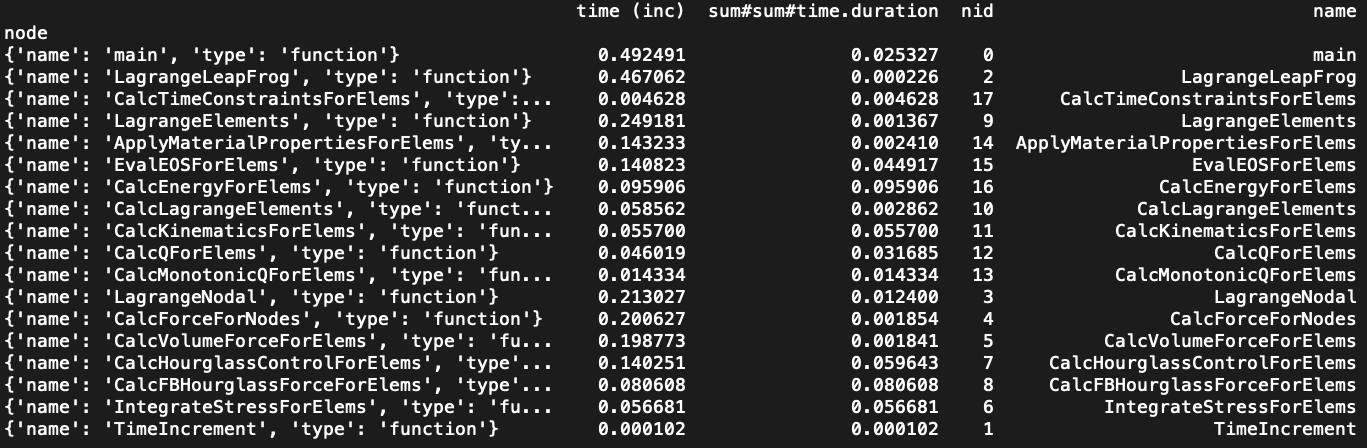 time (inc) sum#sum#time.duration nid name
node
{'name': 'main', 'type': 'function'} 0.492491 0.025327 0 main
{'name': 'LagrangeLeapFrog', 'type': 'function'} 0.467062 0.000226 2 LagrangeLeapFrog
{'name': 'CalcTimeConstraintsForElems', 'type':... 0.004628 0.004628 17 CalcTimeConstraintsForElems
{'name': 'LagrangeElements', 'type': 'function'} 0.249181 0.001367 9 LagrangeElements
{'name': 'ApplyMaterialPropertiesForElems', 'ty... 0.143233 0.002410 14 ApplyMaterialPropertiesForElems
{'name': 'EvalEOSForElems', 'type': 'function'} 0.140823 0.044917 15 EvalEOSForElems
{'name': 'CalcEnergyForElems', 'type': 'function'} 0.095906 0.095906 16 CalcEnergyForElems
{'name': 'CalcLagrangeElements', 'type': 'funct... 0.058562 0.002862 10 CalcLagrangeElements
{'name': 'CalcKinematicsForElems', 'type': 'fun... 0.055700 0.055700 11 CalcKinematicsForElems
{'name': 'CalcQForElems', 'type': 'function'} 0.046019 0.031685 12 CalcQForElems
{'name': 'CalcMonotonicQForElems', 'type': 'fun... 0.014334 0.014334 13 CalcMonotonicQForElems
{'name': 'LagrangeNodal', 'type': 'function'} 0.213027 0.012400 3 LagrangeNodal
{'name': 'CalcForceForNodes', 'type': 'function'} 0.200627 0.001854 4 CalcForceForNodes
{'name': 'CalcVolumeForceForElems', 'type': 'fu... 0.198773 0.001841 5 CalcVolumeForceForElems
{'name': 'CalcHourglassControlForElems', 'type'... 0.140251 0.059643 7 CalcHourglassControlForElems
{'name': 'CalcFBHourglassForceForElems', 'type'... 0.080608 0.080608 8 CalcFBHourglassForceForElems
{'name': 'IntegrateStressForElems', 'type': 'fu... 0.056681 0.056681 6 IntegrateStressForElems
{'name': 'TimeIncrement', 'type': 'function'} 0.000102 0.000102 1 TimeIncrement